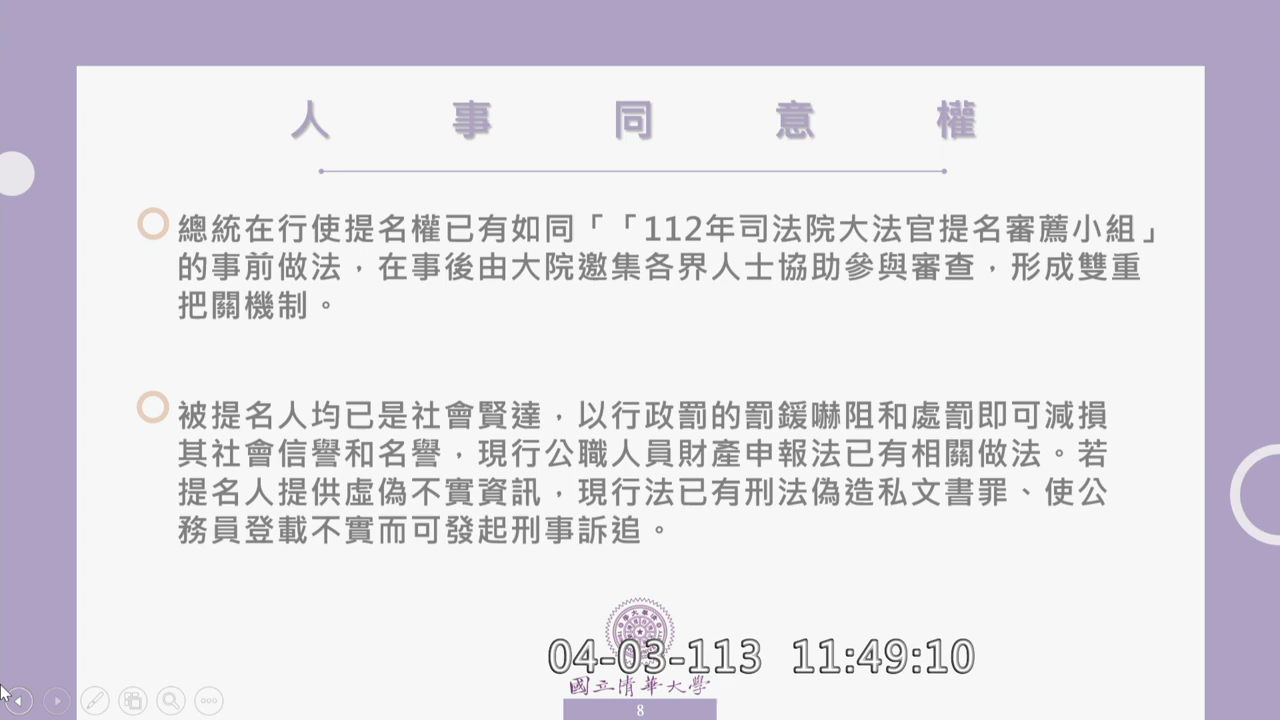 人事同意權
總統在行使提名權已有如同「「112年司法院大法官提名審薦小組」
的事前做法，在事後由大院邀集各界人士協助參與審查，形成雙重
把關機制。
被提名人均已是社會賢達，以行政罰的罰鍰嚇阻和處罰即可減損
其社會信譽和名譽，現行公職人員財產申報法已有相關做法。若
提名人提供虛偽不實資訊，現行法已有刑法偽造私文書罪、使公
務員登載不實而可發起刑事訴追。
04-03-113 11:49:10
國立清華大學
8